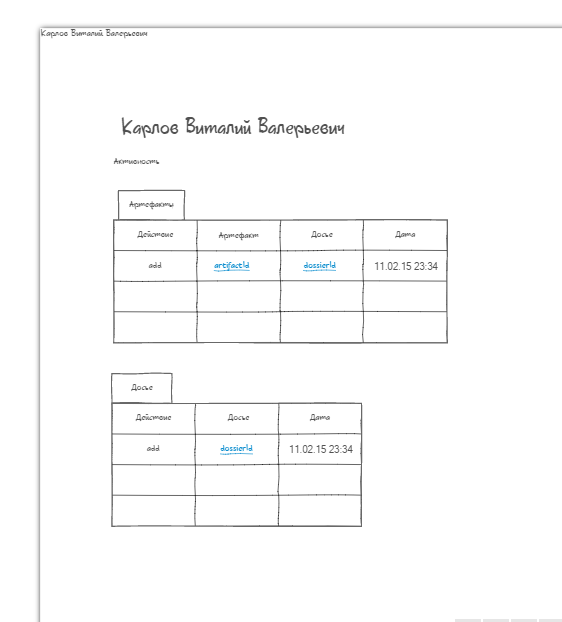 Карлов Виталий Валерьевич
Карлов Виталий Валерьевич
Активность
Артефакты
Действие Артефакт Досье Дата
add artifactId dossierId 11.02.15 23:34
Досье
Действие Досье Дата
add dossierId 11.02.15 23:34